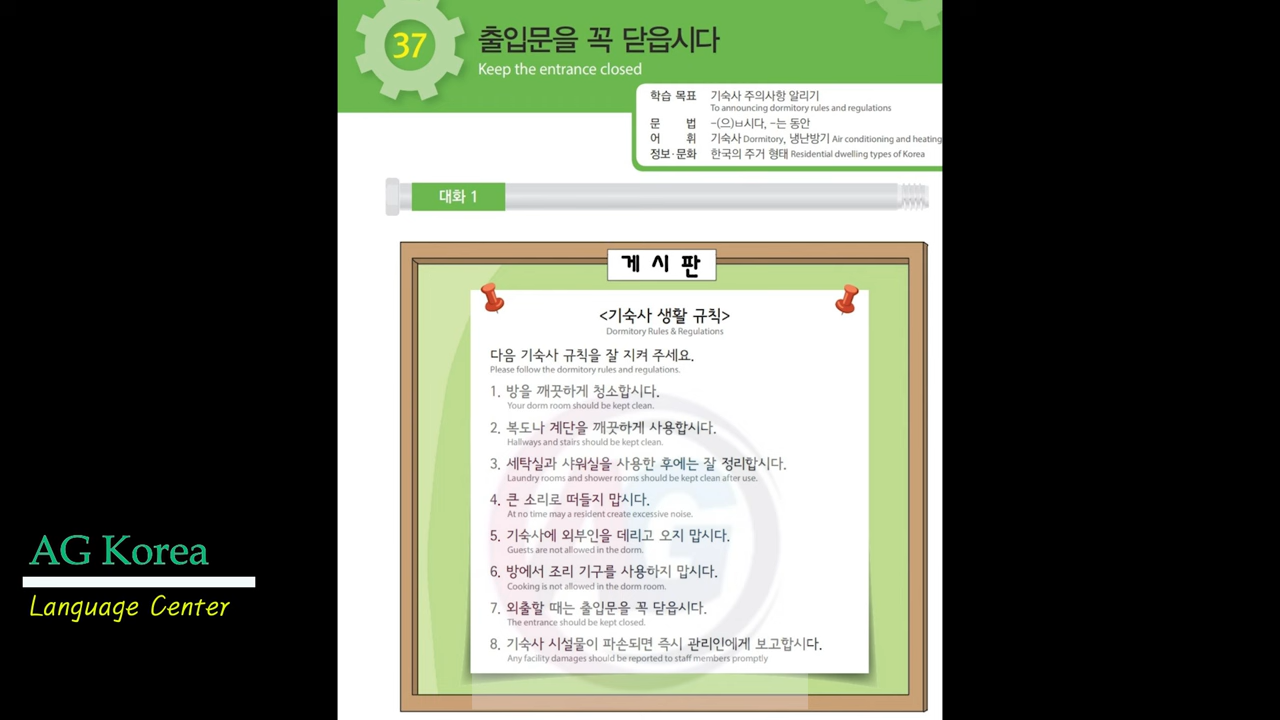 37
출입문을 꼭 닫읍시다
Keep the entrance closed
학습 목표 기숙사 주의사항 알리기
To announcing dormitory rules and regulations
문 법 -(으)ㅂ시다, -는 동안
어 휘 기숙사 Dormitory, 냉난방기 Air conditioning and heating
정보·문화 한국의 주거 형태 Residential dwelling types of Korea
대화 1
게시판
<기숙사 생활 규칙>
Dormitory Rules & Regulations
다음 기숙사 규칙을 잘 지켜 주세요.
Please follow the dormitory rules and regulations.
1. 방을 깨끗하게 청소합시다.
Your dorm room should be kept clean.
2. 복도나 계단을 깨끗하게 사용합시다.
Hallways and stairs should be kept clean.
3. 세탁실과 샤워실을 사용한 후에는 잘 정리합시다.
Laundry rooms and shower rooms should be kept clean after use.
4. 큰 소리로 떠들지 맙시다.
At no time may a resident create excessive noise.
5. 기숙사에 외부인을 데리고 오지 맙시다.
Guests are not allowed in the dorm.
6. 방에서 조리 기구를 사용하지 맙시다.
Cooking is not allowed in the dorm room.
7. 외출할 때는 출입문을 꼭 닫읍시다.
The entrance should be kept closed.
8. 기숙사 시설물이 파손되면 즉시 관리인에게 보고합시다.
Any facility damages should be reported to staff members promptly
AG
AG Korea
Language Center